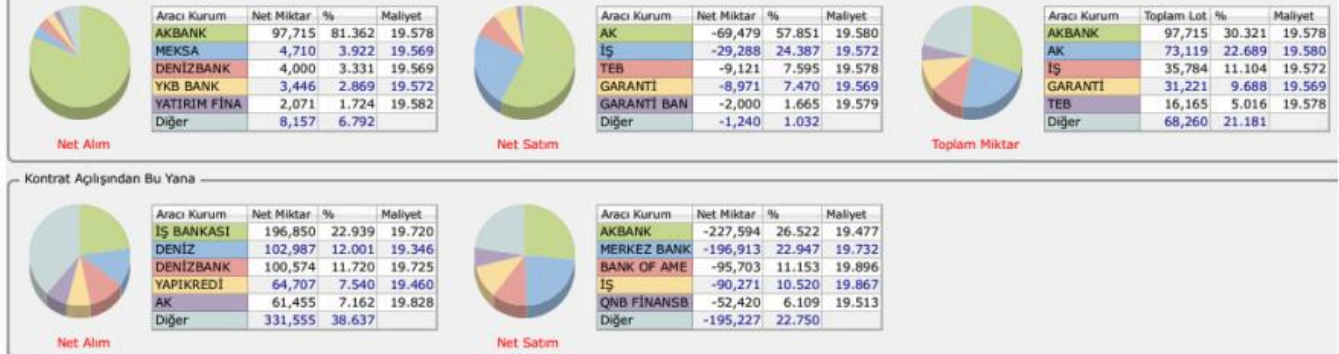 Aracı Kurum Net Miktar % Maliyet
AKBANK 97,715 81.362 19.578
MEKSA 4,710 3.922 19.569
DENİZBANK 4,000 3.331 19.569
YKB BANK 3,446 2.869 19.572
YATIRIM FİNA 2,071 1.724 19.582
Diğer 8,157 6.792
Net Alım
Aracı Kurum Net Miktar % Maliyet
AK -69,479 57.851 19.580
İŞ -29,288 24.387 19.572
TEB -9,121 7.595 19.578
GARANTİ -8,971 7.470 19.569
GARANTİ BAN -2,000 1.665 19.579
Diğer -1,240 1.032
Net Satım
Aracı Kurum Toplam Lot % Maliyet
AKBANK 97,715 30.321 19.578
AK 73,119 22.689 19.580
İŞ 35,784 11.104 19.572
GARANTİ 31,221 9.688 19.569
TEB 16,165 5.016 19.578
Diğer 68,260 21.181
Toplam Miktar
Kontrat Açılışından Bu Yana
Aracı Kurum Net Miktar % Maliyet
İŞ BANKASI 196,850 22.939 19.720
DENİZ 102,987 12.001 19.346
DENİZBANK 100,574 11.720 19.725
YAPIKREDİ 64,707 7.540 19.460
AK 61,455 7.162 19.828
Diğer 331,555 38.637
Net Alım
Aracı Kurum Net Miktar % Maliyet
AKBANK -227,594 26.522 19.477
MERKEZ BANK -196,913 22.947 19.732
BANK OF AME -95,703 11.153 19.896
İŞ -90,271 10.520 19.867
QNB FİNANSB -52,420 6.109 19.513
Diğer -195,227 22.750
Net Satım